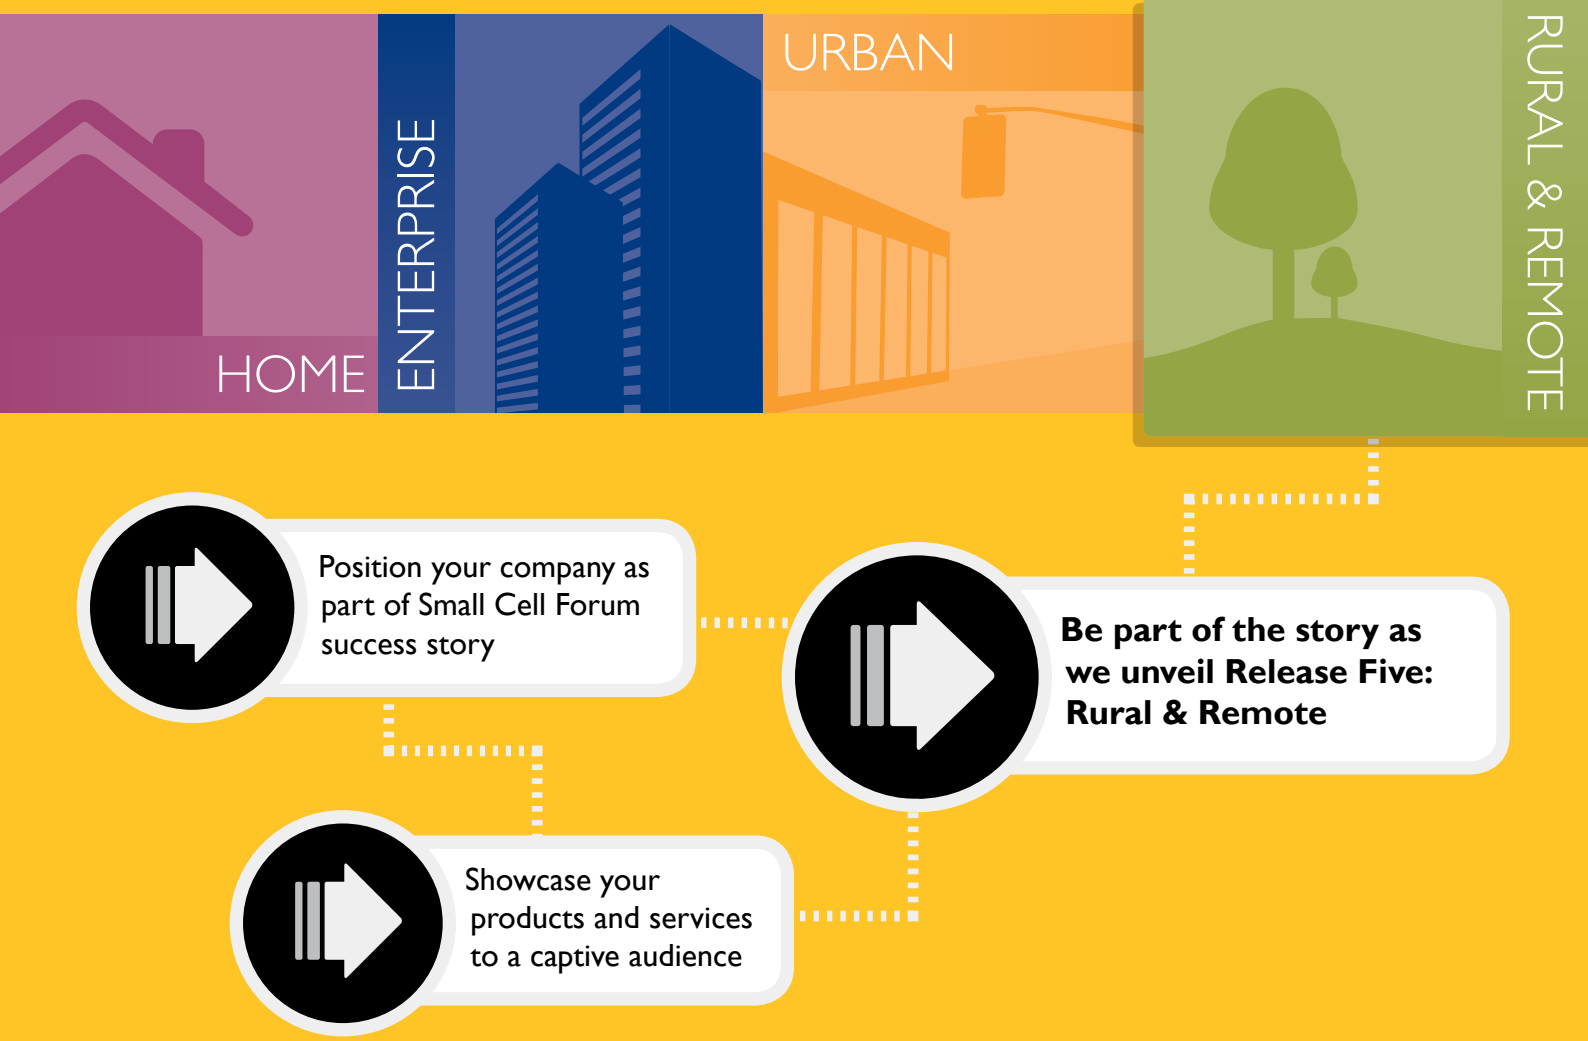 HOME
ENTERPRISE
URBAN
RURAL & REMOTE
Position your company as
part of Small Cell Forum
success story
Be part of the story as
we unveil Release Five:
Rural & Remote
Showcase your
products and services
to a captive audience